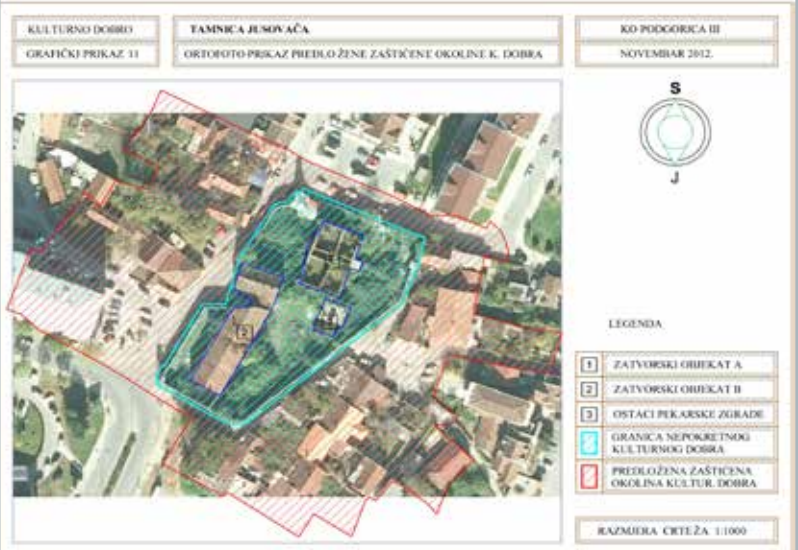 KULTURNO DOBRO
TAMNICA JUSOVAČA
KO PODGORICA III
GRAFIČKI PRIKAZ 11
ORTOFOTO-PRIKAZ PREDLOŽENE ZAŠTIĆENE OKOLINE K. DOBRA
NOVEMBAR 2012.
S
J
2
LEGENDA
1 ZATVORSKI OBJEKAT A
2 ZATVORSKI OBJEKAT B
3 OSTACI PEKARSKE ZGRADE
GRANICA NEPOKRETNOG
KULTURNOG DOBRA
PREDLOŽENA ZAŠTIĆENA
OKOLINA KULTUR. DOBRA
RAZMJERA CRTEŽA 1:1000